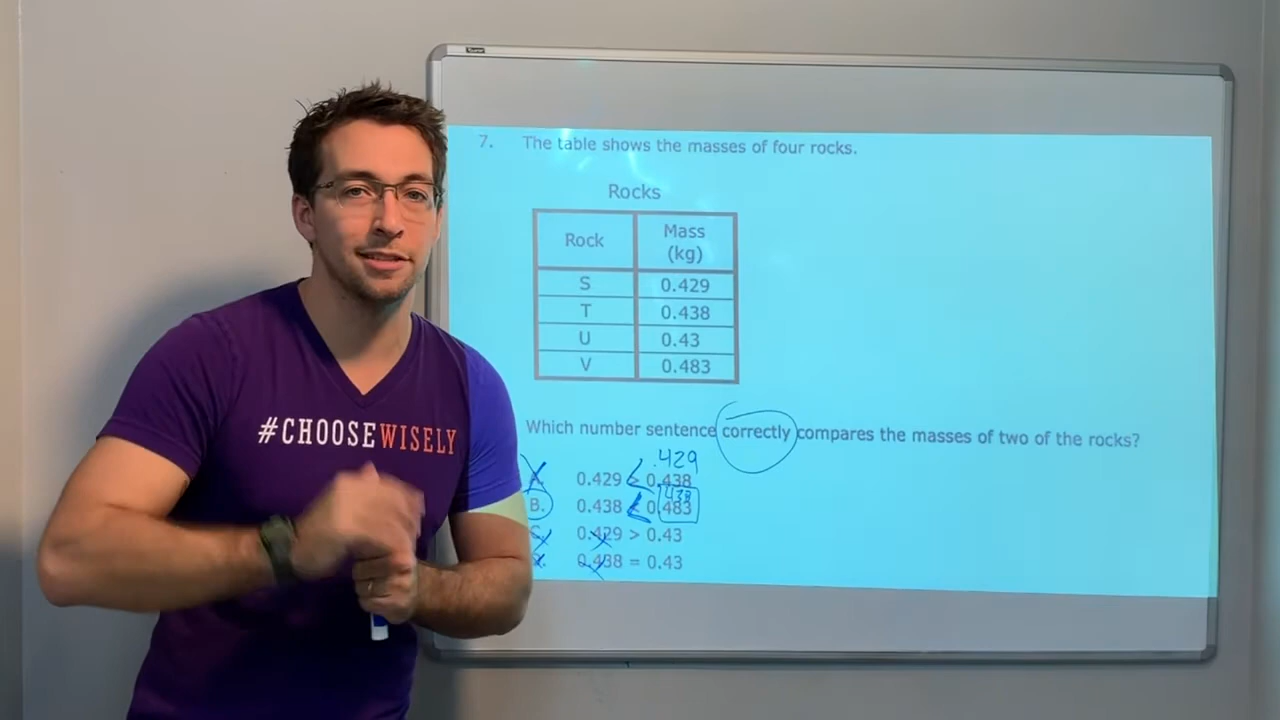 7. The table shows the masses of four rocks.
Rocks
Rock Mass (kg)
S 0.429
T 0.438
U 0.43
V 0.483
Which number sentence correctly compares the masses of two of the rocks?
.429
0.429 > 0.438
438
B. 0.438 < 0.483
0.429 > 0.43
0.438 = 0.43
#CHOOSEWISELY